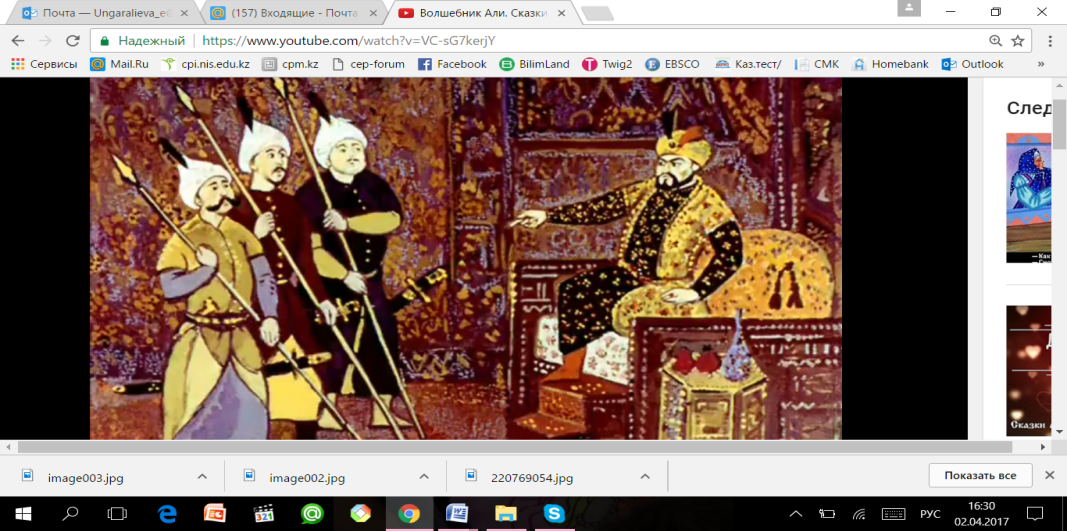 Почта — Ungaralieva_e
(157) Входящие - Почта
Волшебник Али. Сказки
Надежный
https://www.youtube.com/watch?v=VC-sG7kerjY
Сервисы
Mail.Ru
cpi.nis.edu.kz
cpm.kz
cep-forum
Facebook
BilimLand
Twig2
EBSCO
Каз.тест/
СМК
Homebank
Outlook
»
След
Сказки
image003.jpg
image002.jpg
220769054.jpg
Показать все
321
РУС
16:30
02.04.2017